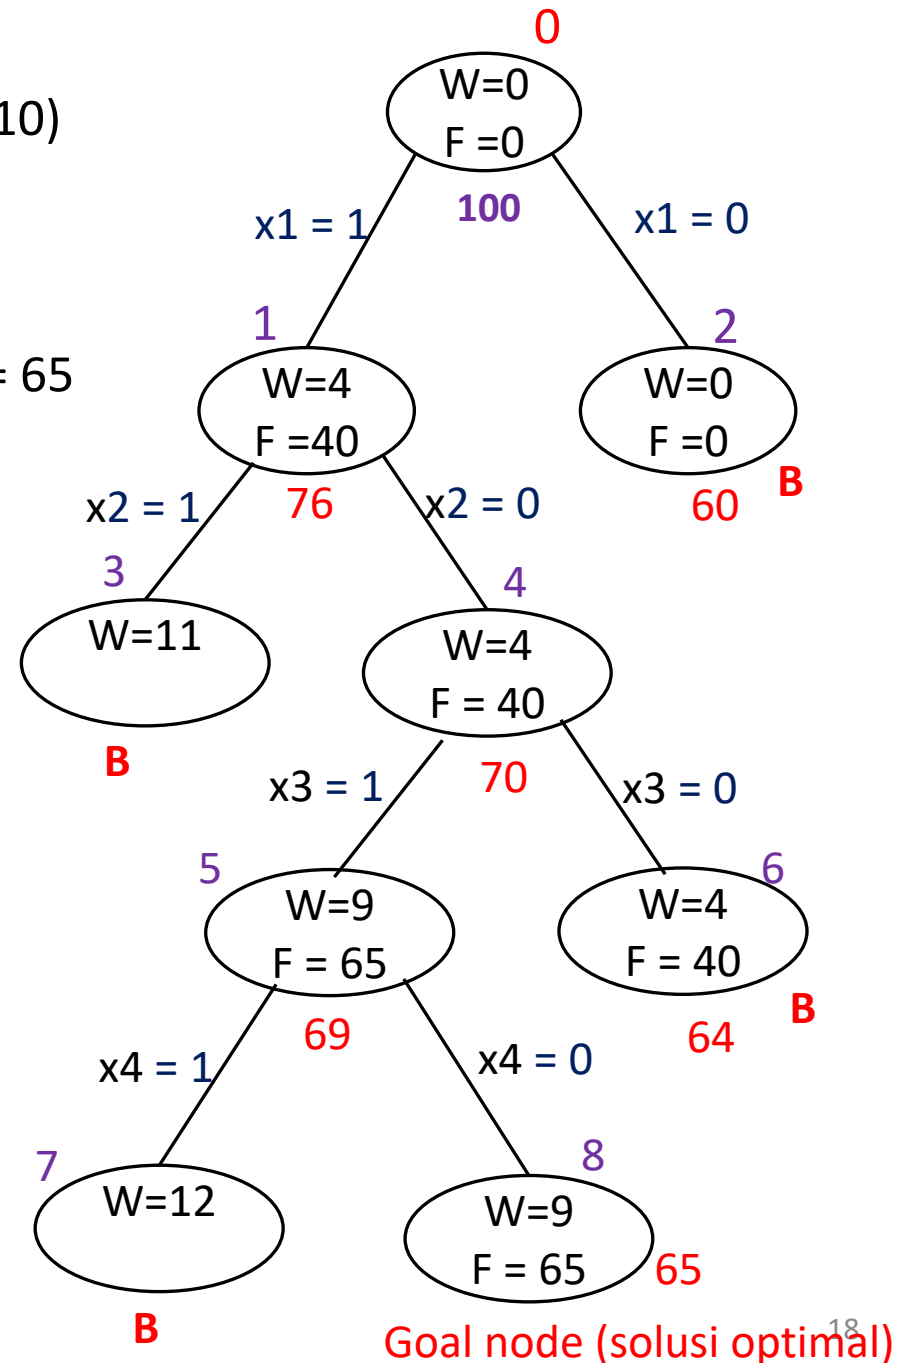 0
W=0
F =0
10)
100
x1 = 1
x1 = 0
1
2
= 65
W=4
F =40
W=0
F =0
B
76
60
x2 = 1
x2 = 0
3
4
W=11
W=4
F = 40
B
70
x3 = 1
x3 = 0
5
6
W=9
F = 65
W=4
F = 40
B
69
64
x4 = 1
x4 = 0
7
8
W=12
W=9
F = 65
65
B
18
Goal node (solusi optimal)